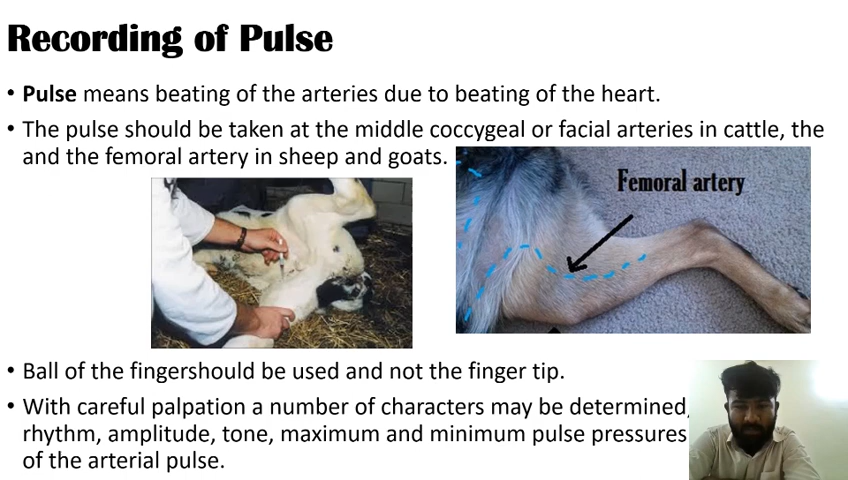 Recording of Pulse
• Pulse means beating of the arteries due to beating of the heart.
• The pulse should be taken at the middle coccygeal or facial arteries in cattle, the
and the femoral artery in sheep and goats.
Femoral artery
• Ball of the fingershould be used and not the finger tip.
• With careful palpation a number of characters may be determined,
rhythm, amplitude, tone, maximum and minimum pulse pressures
of the arterial pulse.